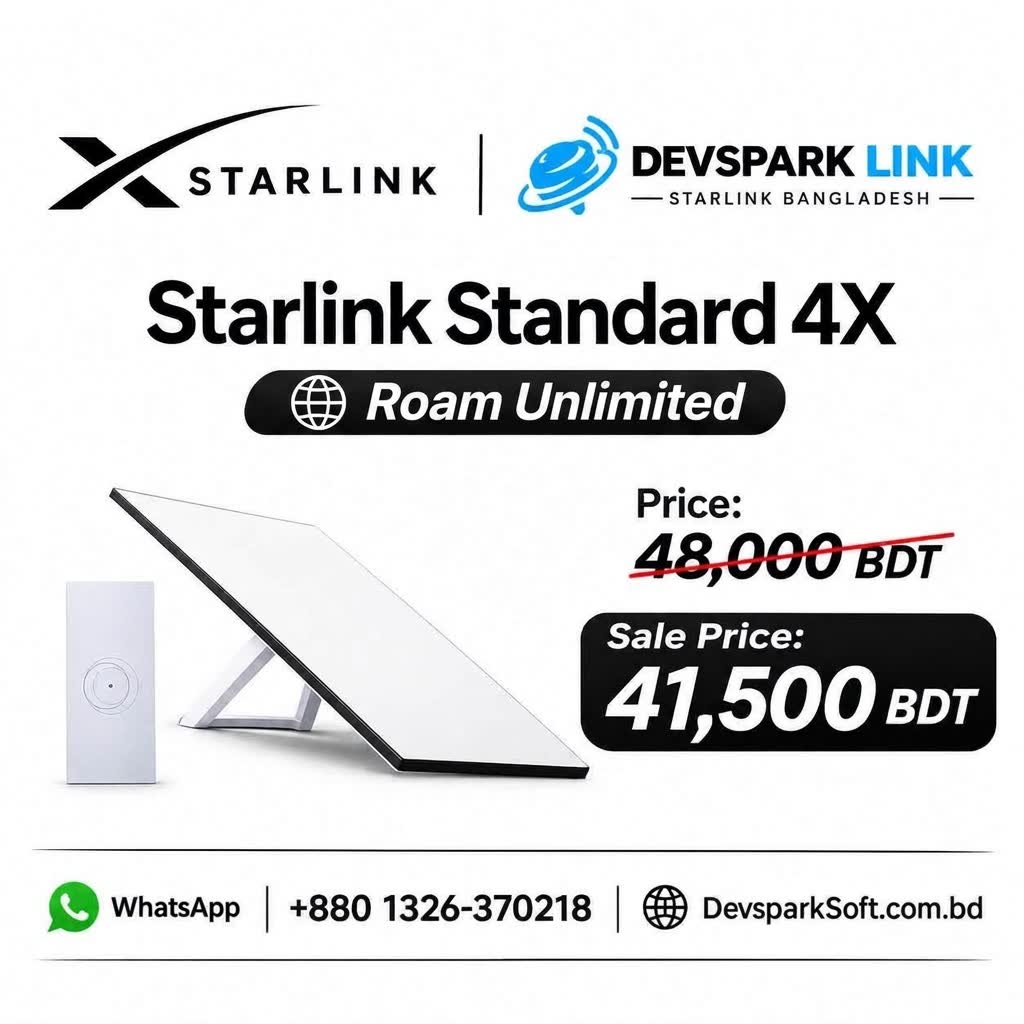 STARLINK
DEVSPARK LINK
STARLINK BANGLADESH
Starlink Standard 4X
Roam Unlimited
Price:
48,000 BDT
Sale Price:
41,500 BDT
WhatsApp
+880 1326-370218
DevsparkSoft.com.bd